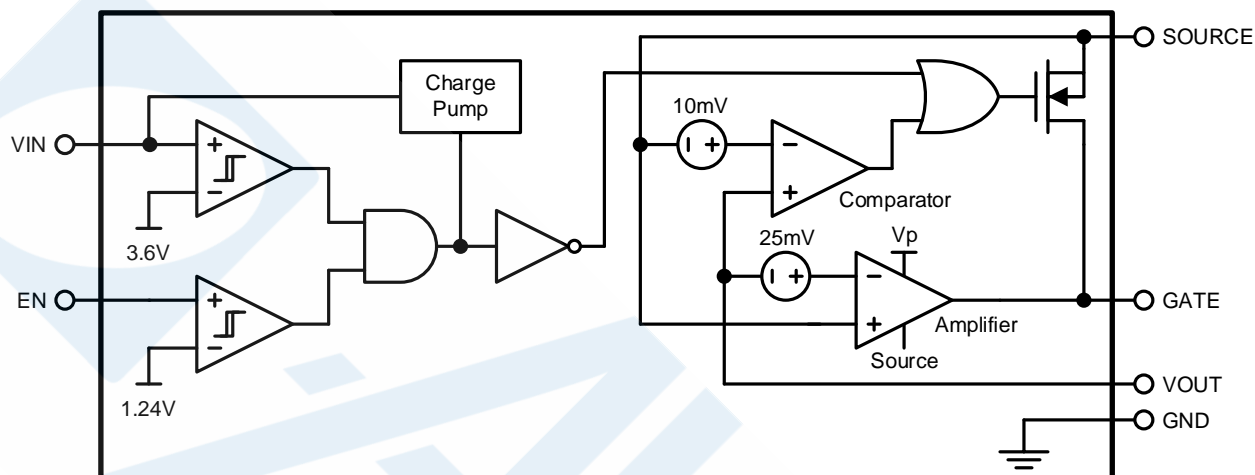 SOURCE
Charge
Pump
10mV
VIN
+
−
+
−
+
Comparator
3.6V
25mV
Vp
+
−
EN
+
−
+
GATE
Amplifier
−
Source
VOUT
1.24V
GND